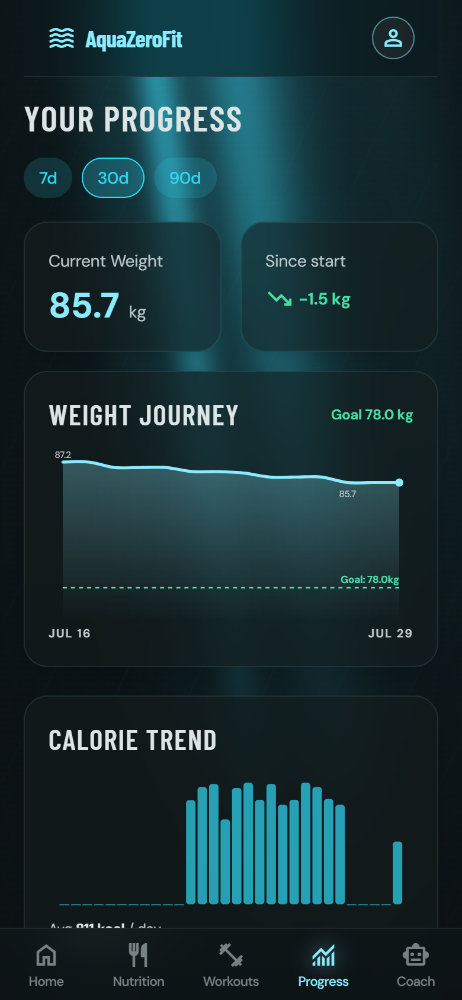 AquaZeroFit
YOUR PROGRESS
7d 30d 90d
Current Weight
85.7 kg
Since start
-1.5 kg
WEIGHT JOURNEY
Goal 78.0 kg
87.2
85.7
Goal: 78.0kg
JUL 16
JUL 29
CALORIE TREND
Avg 811 kcal / day
Home
Nutrition
Workouts
Progress
Coach